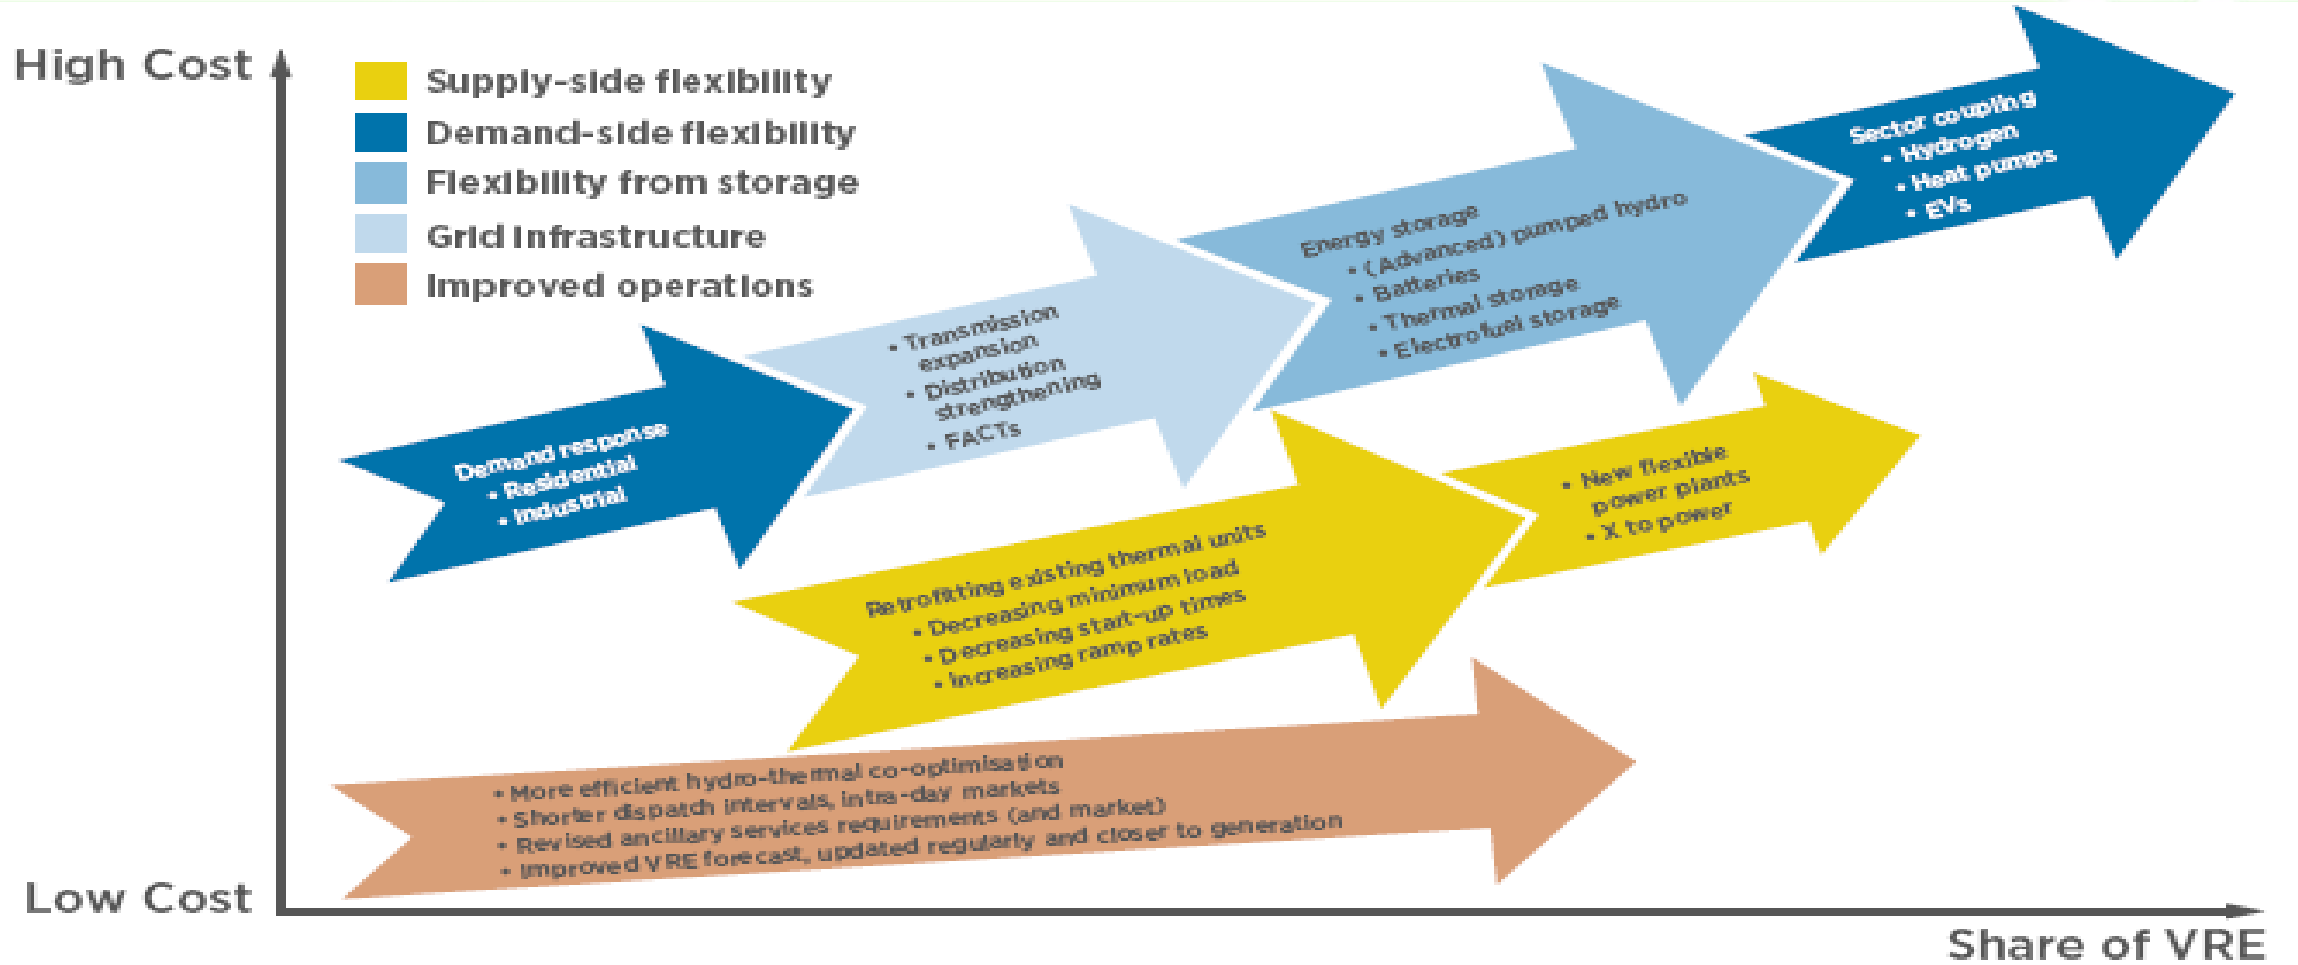 High Cost
Supply-side flexibility
Demand-side flexibility
Flexibility from storage
Grid infrastructure
Improved operations
Sector coupling
• Hydrogen
• Heat pumps
• EVs
Energy storage
• (Advanced) pumped hydro
• Batteries
• Thermal storage
• Electrofuel storage
• Transmission
expansion
• Distribution
strengthening
• FACTs
Demand response
• Residential
• Industrial
• New flexible
power plants
• X to power
Retrofitting existing thermal units
• Decreasing minimum load
• Decreasing start-up times
• Increasing ramp rates
• More efficient hydro-thermal co-optimisation
• Shorter dispatch intervals, intra-day markets
• Revised ancillary services requirements (and market)
• Improved VRE forecast, updated regularly and closer to generation
Low Cost
Share of VRE